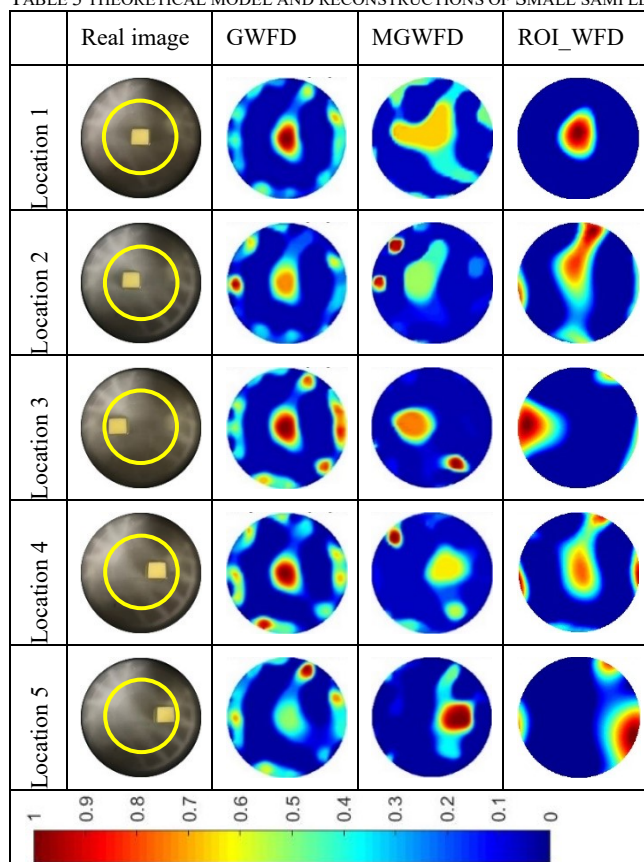 TABLE 3 THEORETICAL MODEL AND RECONSTRUCTIONS OF SMALL SAMPLE
Real image GWFD MGWFD ROI_WFD
Location 1
Location 2
Location 3
Location 4
Location 5
1 0.9 0.8 0.7 0.6 0.5 0.4 0.3 0.2 0.1 0